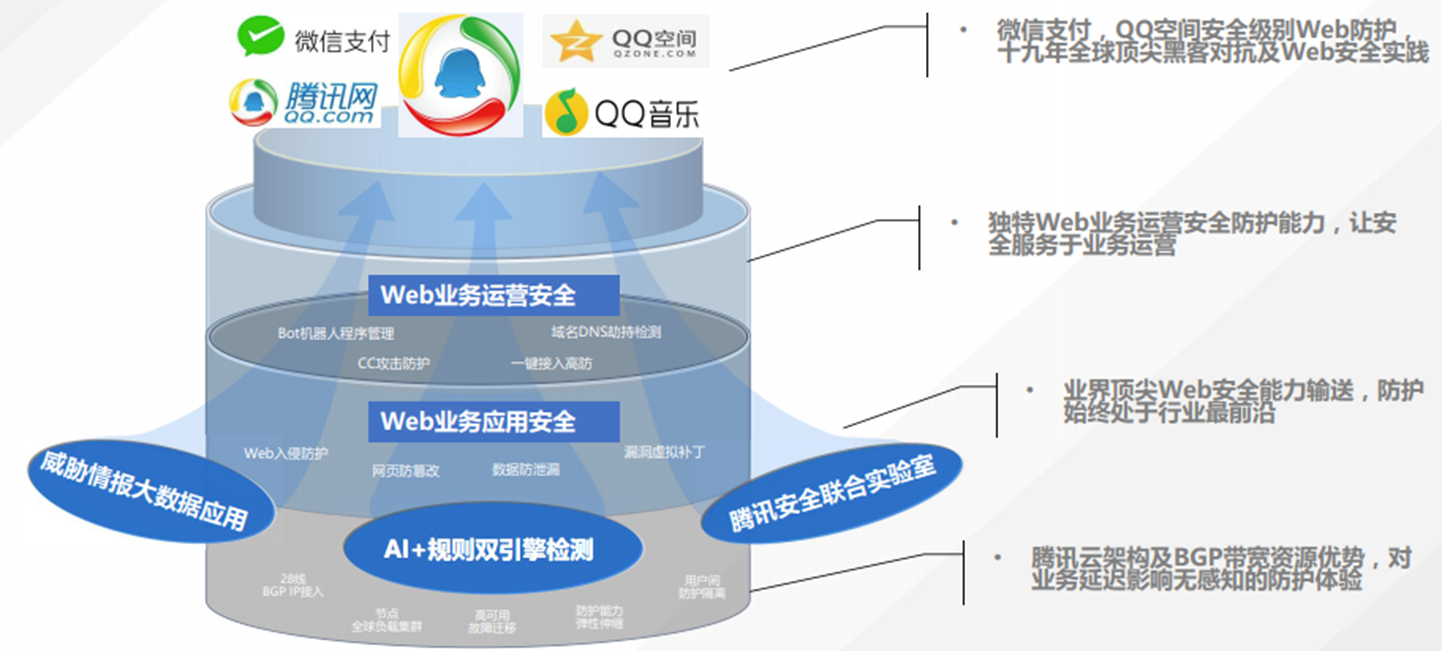 微信支付
QQ空间
QZONE.COM
腾讯网
QQ.com
QQ音乐
• 微信支付，QQ空间安全级别Web防护，
十九年全球顶尖黑客对抗及Web安全实践
• 独特Web业务运营安全防护能力，让安
全服务于业务运营
Web业务运营安全
Bot机器人程序管理
域名DNS劫持检测
CC攻击防护
一键接入高防
• 业界顶尖Web安全能力输送，防护
始终处于行业最前沿
Web业务应用安全
Web入侵防护
网页防篡改
数据防泄漏
漏洞虚拟补丁
威胁情报大数据应用
腾讯安全联合实验室
AI+规则双引擎检测
• 腾讯云架构及BGP带宽资源优势，对
业务延迟影响无感知的防护体验
28线
BGP IP接入
节点
全球负载集群
高可用
故障迁移
防护能力
弹性伸缩
用户间
防护隔离